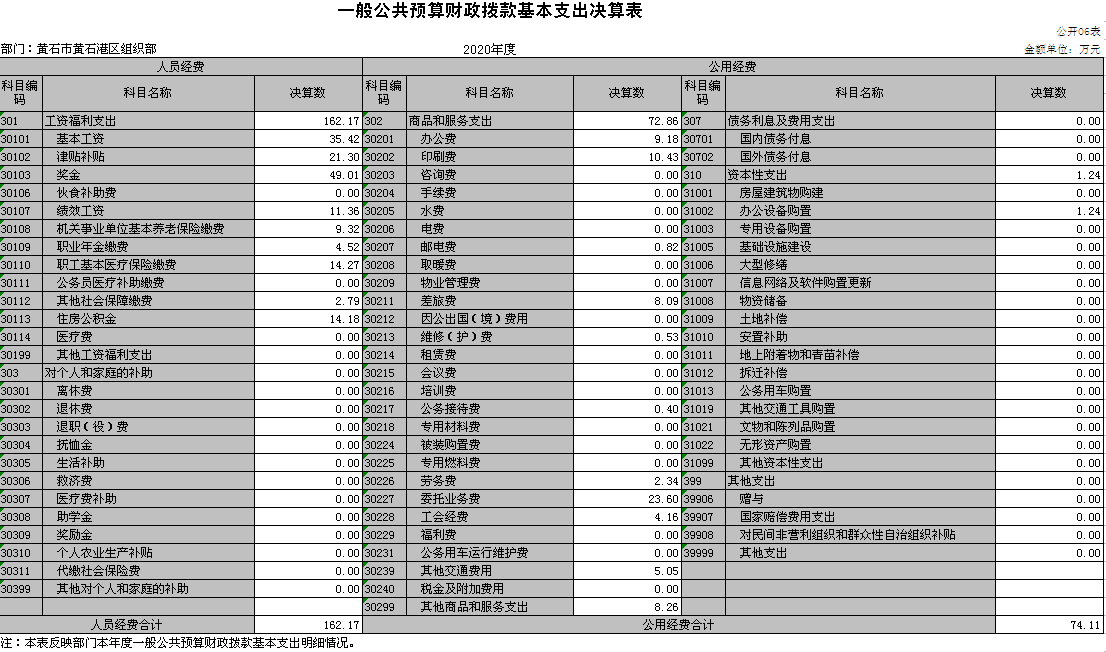 一般公共预算财政拨款基本支出决算表
公开06表
部门：黄石市黄石港区组织部 2020年度 金额单位：万元
人员经费 公用经费
科目编码 科目名称 决算数 科目编码 科目名称 决算数 科目编码 科目名称 决算数
301 工资福利支出 162.17 302 商品和服务支出 72.86 307 债务利息及费用支出 0.00
30101 基本工资 35.42 30201 办公费 9.18 30701 国内债务付息 0.00
30102 津贴补贴 21.30 30202 印刷费 10.43 30702 国外债务付息 0.00
30103 奖金 49.01 30203 咨询费 0.00 310 资本性支出 1.24
30106 伙食补助费 0.00 30204 手续费 0.00 31001 房屋建筑物购建 0.00
30107 绩效工资 11.36 30205 水费 0.00 31002 办公设备购置 1.24
30108 机关事业单位基本养老保险缴费 9.32 30206 电费 0.00 31003 专用设备购置 0.00
30109 职业年金缴费 4.52 30207 邮电费 0.82 31005 基础设施建设 0.00
30110 职工基本医疗保险缴费 14.27 30208 取暖费 0.00 31006 大型修缮 0.00
30111 公务员医疗补助缴费 0.00 30209 物业管理费 0.00 31007 信息网络及软件购置更新 0.00
30112 其他社会保障缴费 2.79 30211 差旅费 8.09 31008 物资储备 0.00
30113 住房公积金 14.18 30212 因公出国（境）费用 0.00 31009 土地补偿 0.00
30114 医疗费 0.00 30213 维修（护）费 0.53 31010 安置补助 0.00
30199 其他工资福利支出 0.00 30214 租赁费 0.00 31011 地上附着物和青苗补偿 0.00
303 对个人和家庭的补助 0.00 30215 会议费 0.00 31012 拆迁补偿 0.00
30301 离休费 0.00 30216 培训费 0.00 31013 公务用车购置 0.00
30302 退休费 0.00 30217 公务接待费 0.40 31019 其他交通工具购置 0.00
30303 退职（役）费 0.00 30218 专用材料费 0.00 31021 文物和陈列品购置 0.00
30304 抚恤金 0.00 30224 被装购置费 0.00 31022 无形资产购置 0.00
30305 生活补助 0.00 30225 专用燃料费 0.00 31099 其他资本性支出 0.00
30306 救济费 0.00 30226 劳务费 2.34 399 其他支出 0.00
30307 医疗费补助 0.00 30227 委托业务费 23.60 39906 赠与 0.00
30308 助学金 0.00 30228 工会经费 4.16 39907 国家赔偿费用支出 0.00
30309 奖励金 0.00 30229 福利费 0.00 39908 对民间非营利组织和群众性自治组织补贴 0.00
30310 个人农业生产补贴 0.00 30231 公务用车运行维护费 0.00 39999 其他支出 0.00
30311 代缴社会保险费 0.00 30239 其他交通费用 5.05
30399 其他对个人和家庭的补助 0.00 30240 税金及附加费用 0.00
30299 其他商品和服务支出 8.26
人员经费合计 162.17 公用经费合计 74.11
注：本表反映部门本年度一般公共预算财政拨款基本支出明细情况。